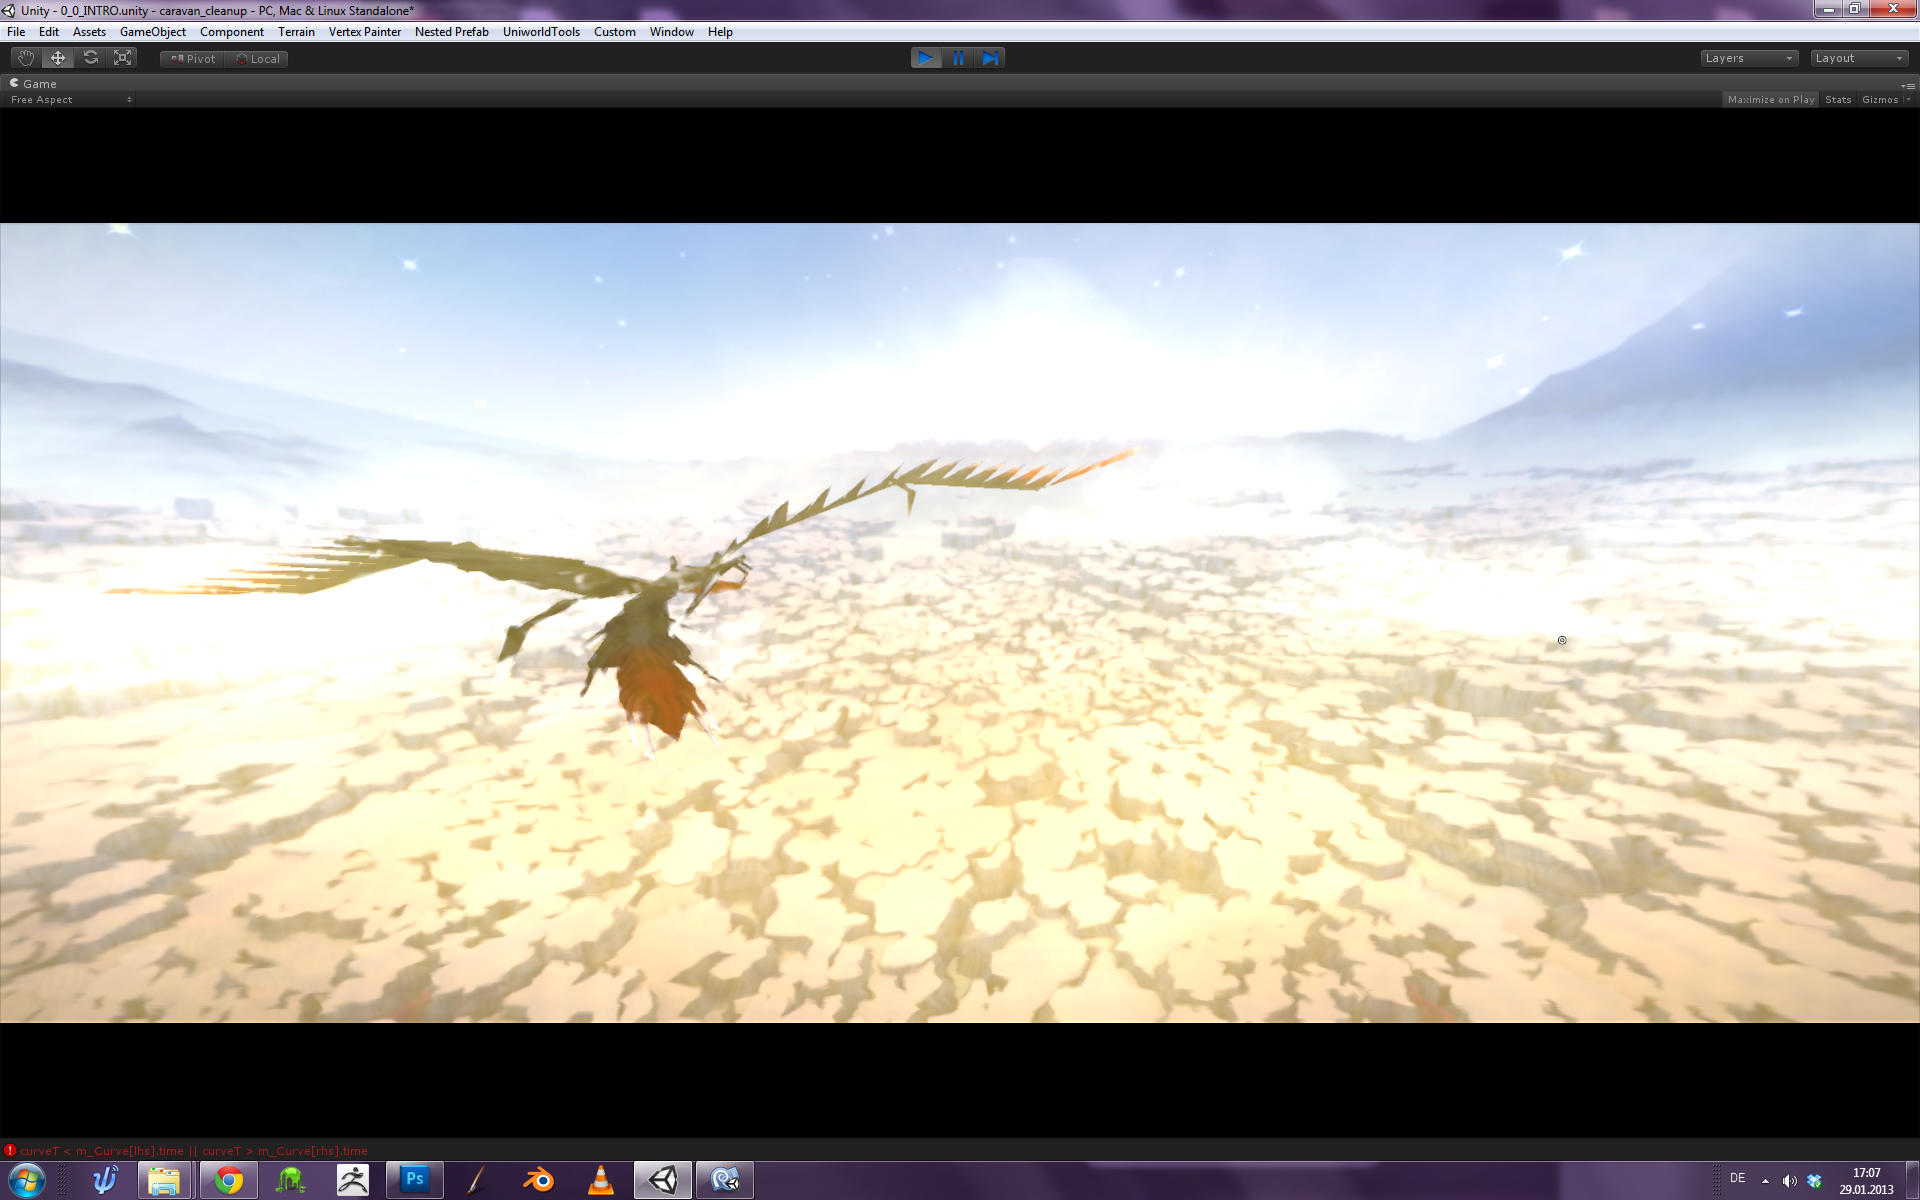 Unity - 0_0_INTRO.unity - caravan_cleanup - PC, Mac & Linux Standalone*
File Edit Assets GameObject Component Terrain Vertex Painter Nested Prefab UniworldTools Custom Window Help
Pivot Local Layers Layout
Game
Free Aspect Maximize on Play Stats Gizmos
curveT < m_Curve[lhs].time || curveT > m_Curve[rhs].time
Ps
DE
17:07
29.01.2013